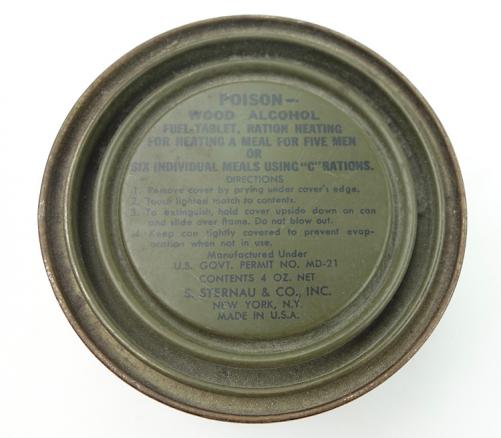 POISON—
WOOD ALCOHOL
FUEL-TABLET, RATION HEATING
FOR HEATING A MEAL FOR FIVE MEN
OR
SIX INDIVIDUAL MEALS USING "C" RATIONS.
DIRECTIONS
1. Remove cover by prying under cover's edge.
2. Touch lighted match to contents.
3. To extinguish, hold cover upside down on can
and slide over flame. Do not blow out.
4. Keep can tightly covered to prevent evap-
oration when not in use.
Manufactured Under
U.S. GOVT. PERMIT NO. MD-21
CONTENTS 4 OZ. NET
S. STERNAU & CO., INC.
NEW YORK, N.Y.
MADE IN U.S.A.